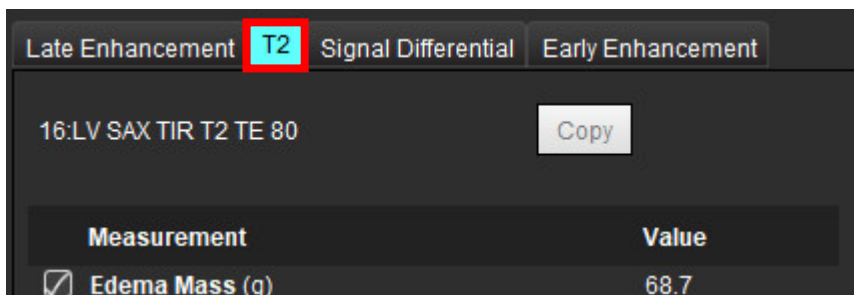 Late Enhancement T2 Signal Differential Early Enhancement
16:LV SAX TIR T2 TE 80 Copy
Measurement Value
Edema Mass (g) 68.7